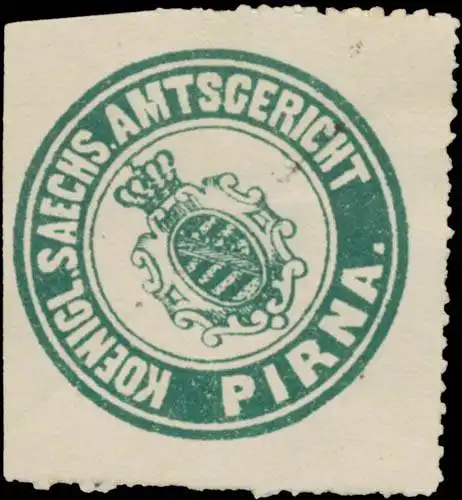 KOENIGL. SAECHS. AMTSGERICHT
PIRNA.